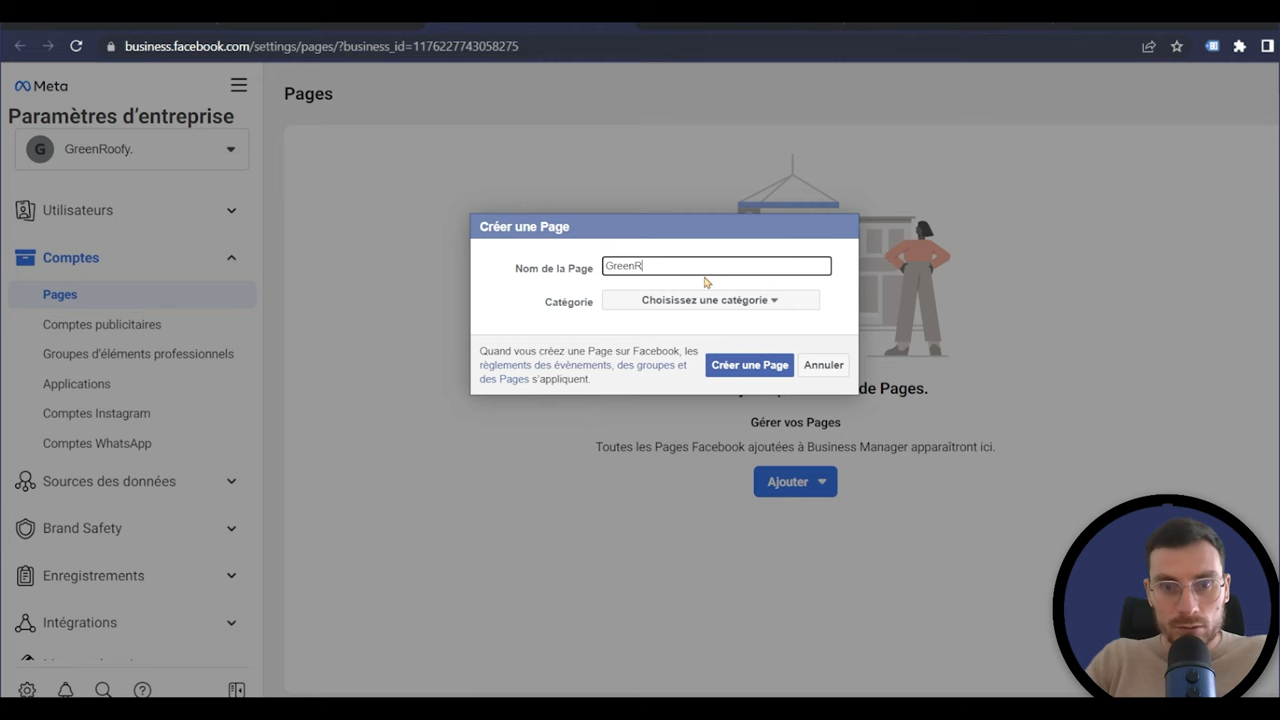 business.facebook.com/settings/pages/?business_id=1176227743058275
Meta
Paramètres d'entreprise
G
GreenRoofy.
Utilisateurs
Comptes
Pages
Comptes publicitaires
Groupes d'éléments professionnels
Applications
Comptes Instagram
Comptes WhatsApp
Sources des données
Brand Safety
Enregistrements
Intégrations
Pages
Créer une Page
Nom de la Page
GreenR
Catégorie
Choisissez une catégorie
Quand vous créez une Page sur Facebook, les
règlements des évènements, des groupes et
des Pages s'appliquent.
Créer une Page
Annuler
de Pages.
Gérer vos Pages
Toutes les Pages Facebook ajoutées à Business Manager apparaîtront ici.
Ajouter